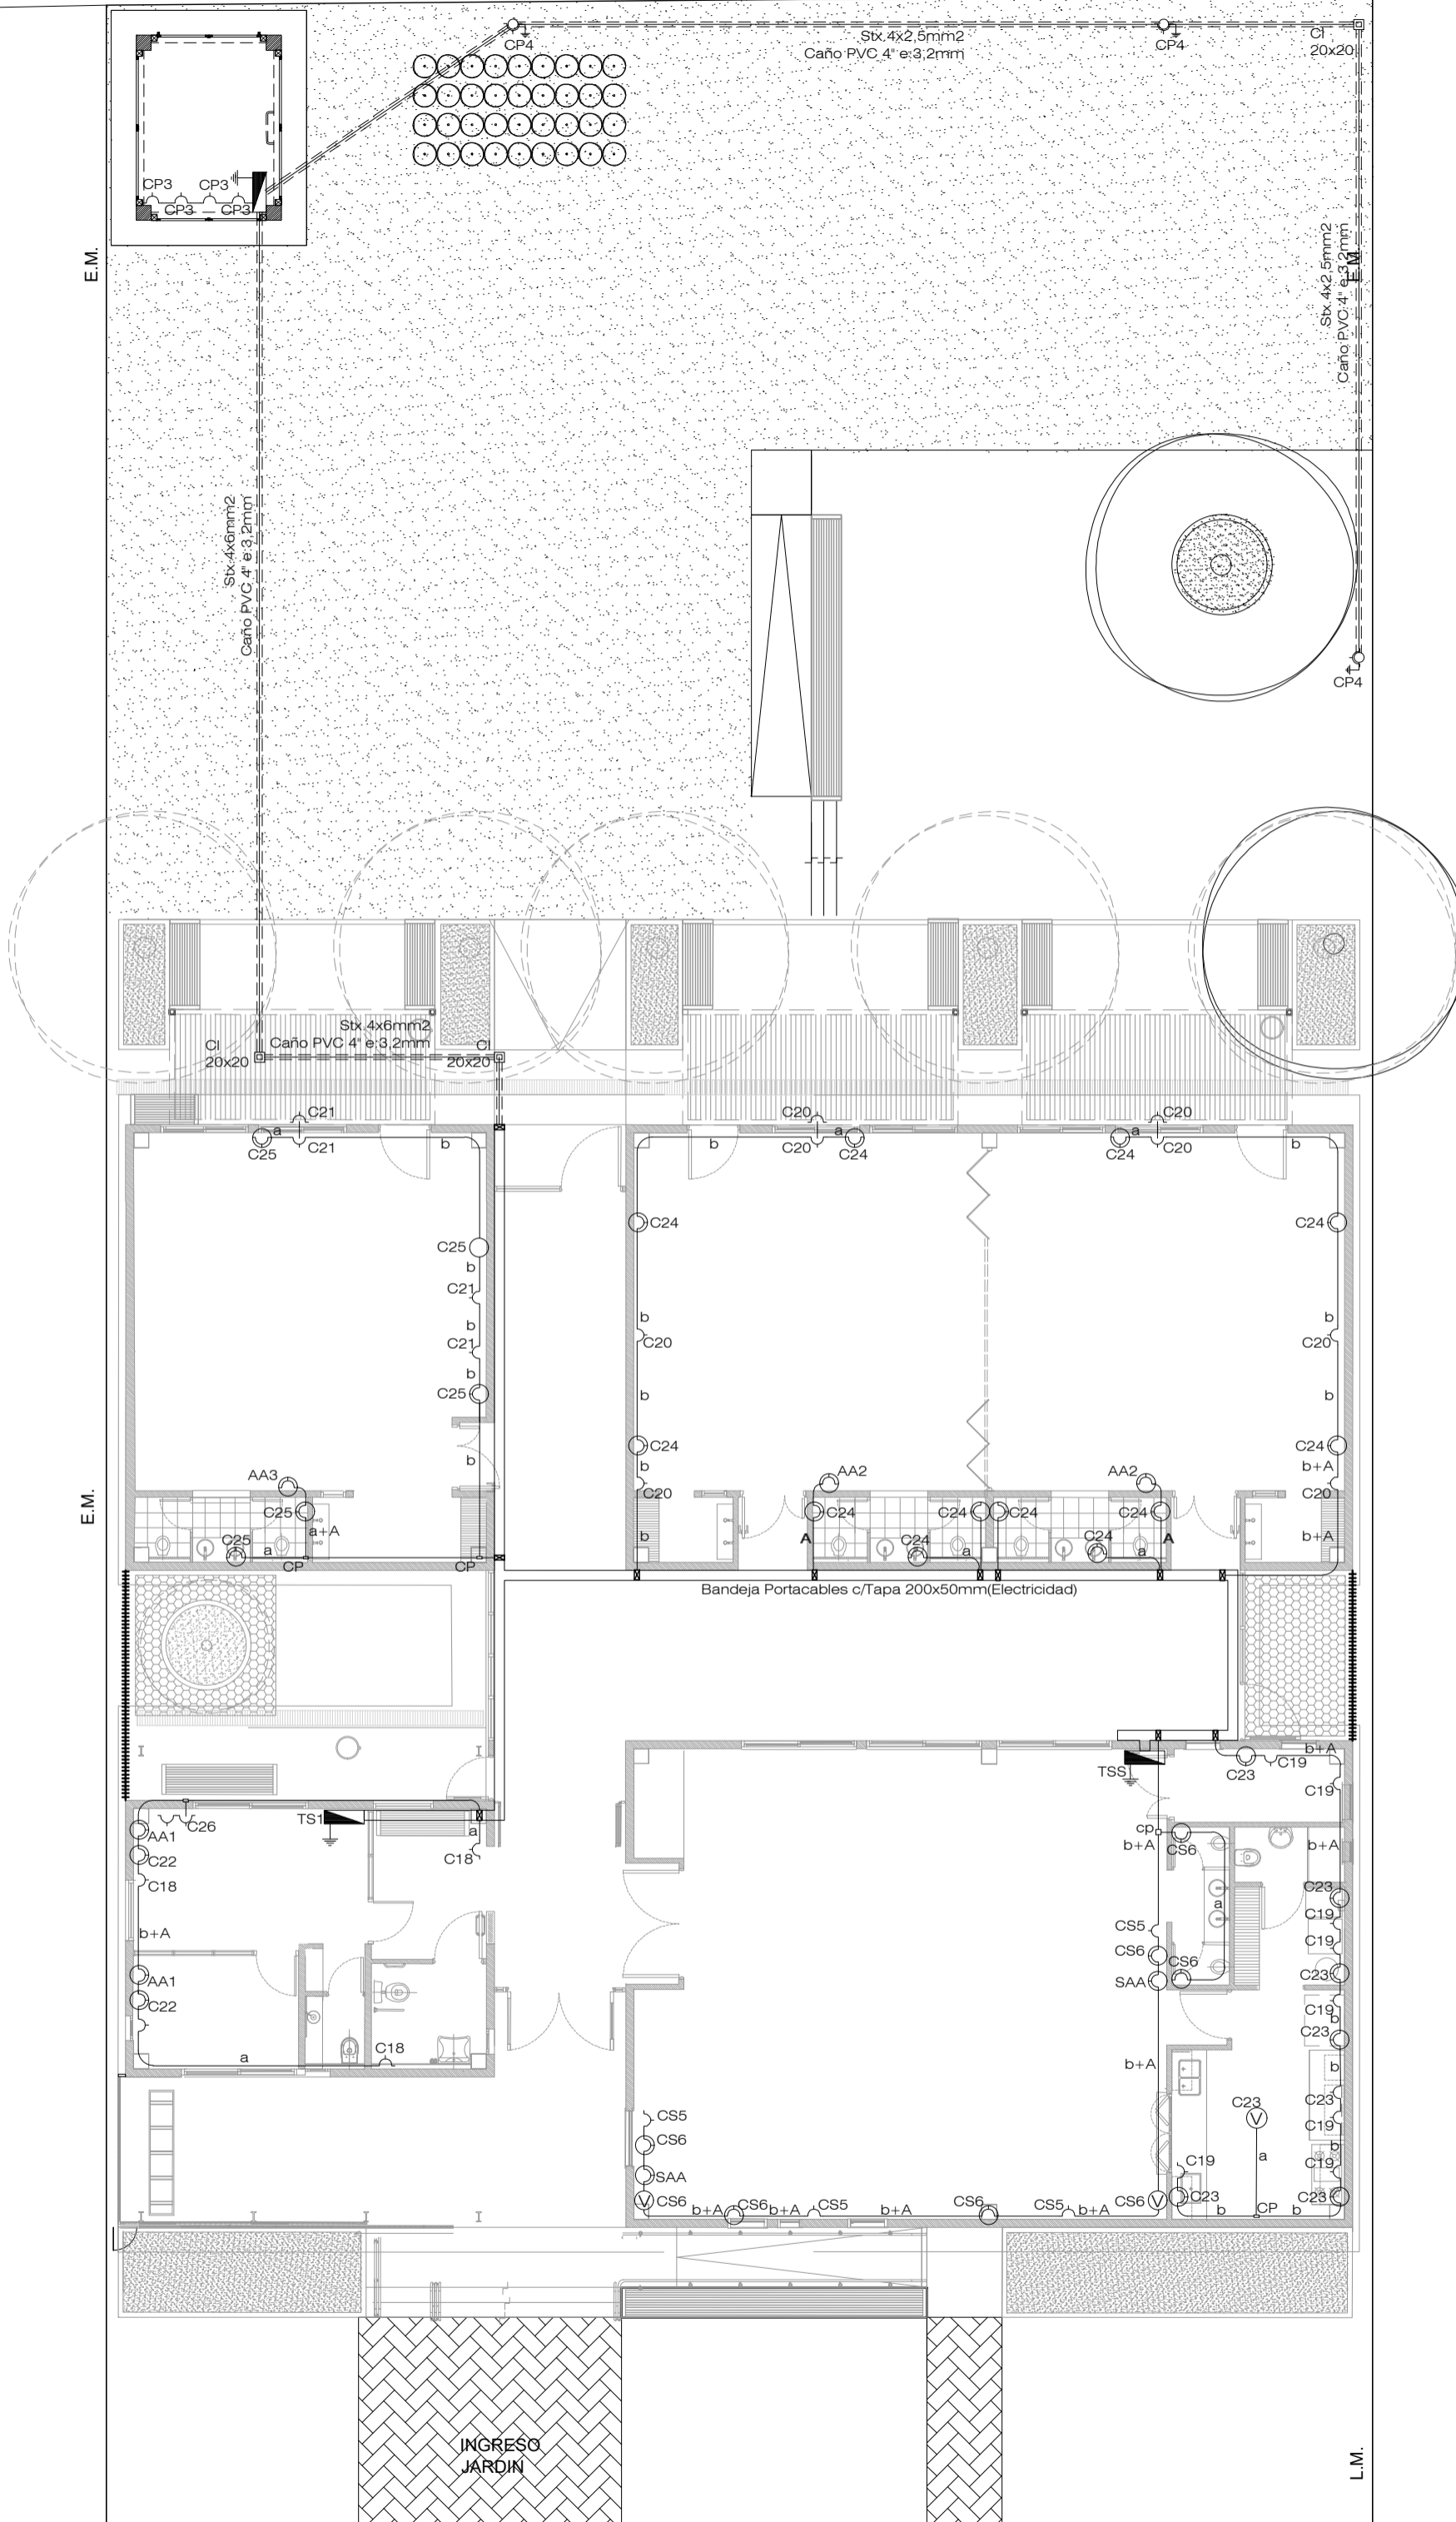 CP4
Stx.4x2,5mm2
Caño PVC 4" e:3,2mm
CP4
CI
20x20
CP3
CP3
CP3
CP3
E.M.
Stx.4x2,5mm2
Caño PVC 4" e:3,2mm
E.M.
Stx.4x6mm2
Caño PVC 4" e:3,2mm
CP4
Stx.4x6mm2
Caño PVC 4" e:3,2mm
CI
20x20
CI
20x20
C21
C20
C20
a
a
a
C25
C21
b
b
C20
C24
C24
C20
b
C24
C24
C25
b
C21
b
b
b
C21
C20
C20
b
C25
b
b
C24
C24
b
b
b+A
AA3
AA2
AA2
C20
C20
C25
C24
C24
C24
C24
a+A
C25
a
C24
a
C24
a
A
A
b
b+A
CP
CP
E.M.
Bandeja Portacables c/Tapa 200x50mm(Electricidad)
b+A
C23
C19
TSS
C19
TS1
C26
AA1
a
C18
C22
C18
b+A
cp
b+A
CS6
b+A
a
C23
C19
C19
CS5
CS6
CS6
SAA
C23
AA1
C22
C19
b
C23
a
C18
b+A
b
C23
C23
C19
b
CS5
CS6
SAA
a
C19
C19
CS6
b+A
CS6
b+A
CS5
b+A
CS6
CS5
b+A
CS6
C23
b
CP
b
C23
INGRESO
JARDIN
L.M.